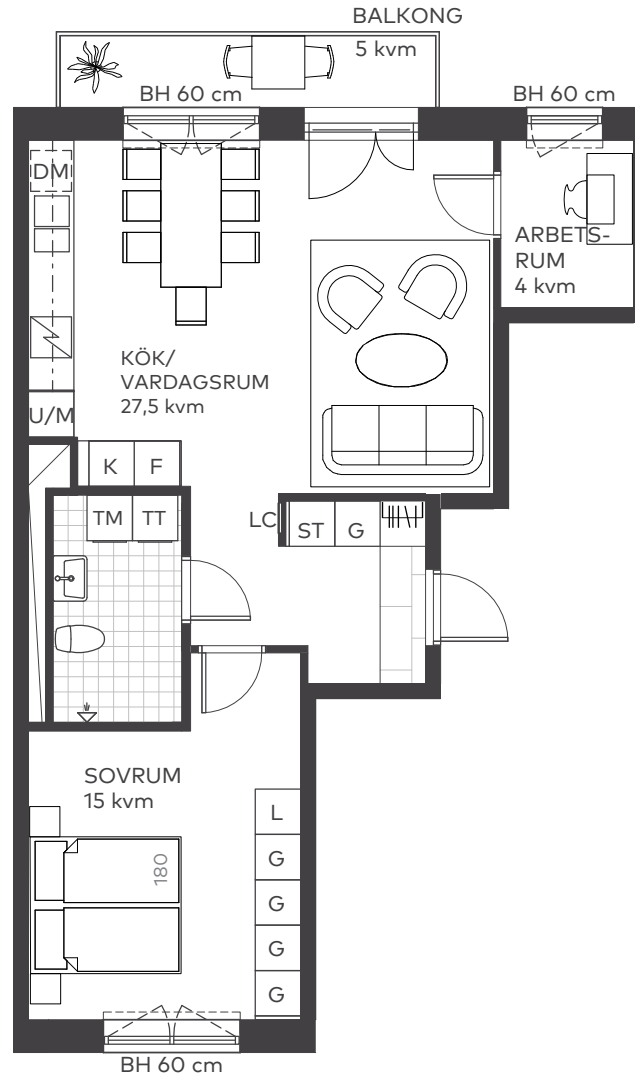 BALKONG
5 kvm
BH 60 cm
BH 60 cm
DM
ARBETS-
RUM
4 kvm
KÖK/
VARDAGSRUM
27,5 kvm
U/M
K F
TM TT
LC
ST G
SOVRUM
15 kvm
180
L
G
G
G
G
BH 60 cm